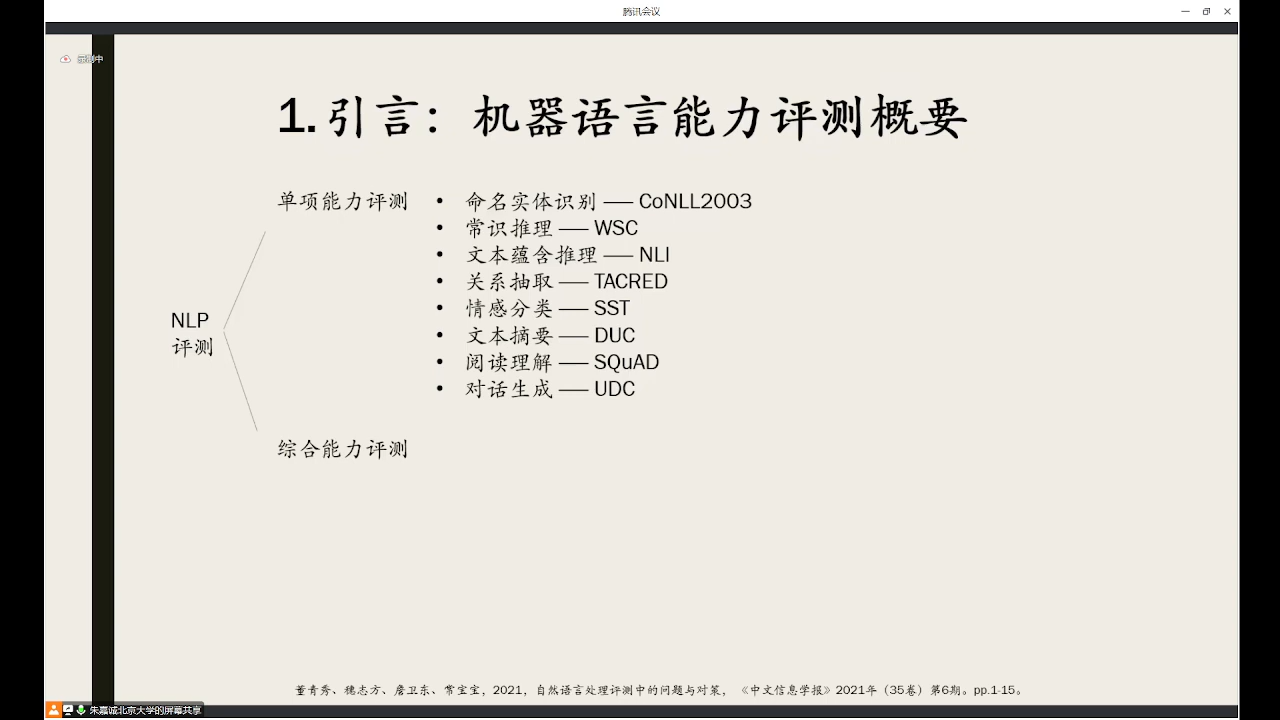 腾讯会议
录制中
1.引言：机器语言能力评测概要
单项能力评测
• 命名实体识别 —— CoNLL2003
• 常识推理 —— WSC
• 文本蕴含推理 —— NLI
• 关系抽取 —— TACRED
• 情感分类 —— SST
• 文本摘要 —— DUC
• 阅读理解 —— SQuAD
• 对话生成 —— UDC
NLP
评测
综合能力评测
董青秀、穗志方、詹卫东、常宝宝，2021，自然语言处理评测中的问题与对策，《中文信息学报》2021年（35卷）第6期。pp.1-15。
朱嘉诚北京大学的屏幕共享